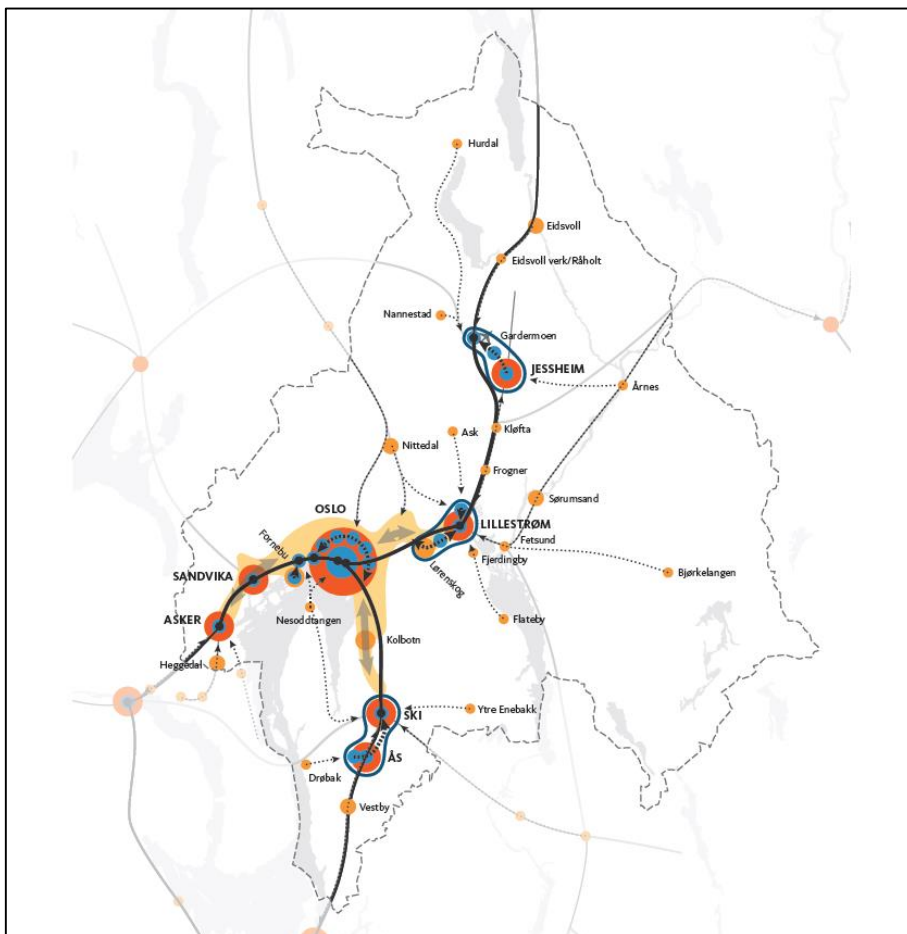 Hurdal
Eidsvoll
Eidsvoll verk/Råholt
Nannestad
Gardermoen
JESSHEIM
Årnes
Kløfta
Ask
Nittedal
Frogner
Sørumsand
OSLO
LILLESTRØM
Fetsund
Fornebu
Fjerdingby
Bjørkelangen
SANDVIKA
Lørenskog
Nesoddtangen
ASKER
Flateby
Kolbotn
Heggedal
Ytre Enebakk
SKI
ÅS
Drøbak
Vestby